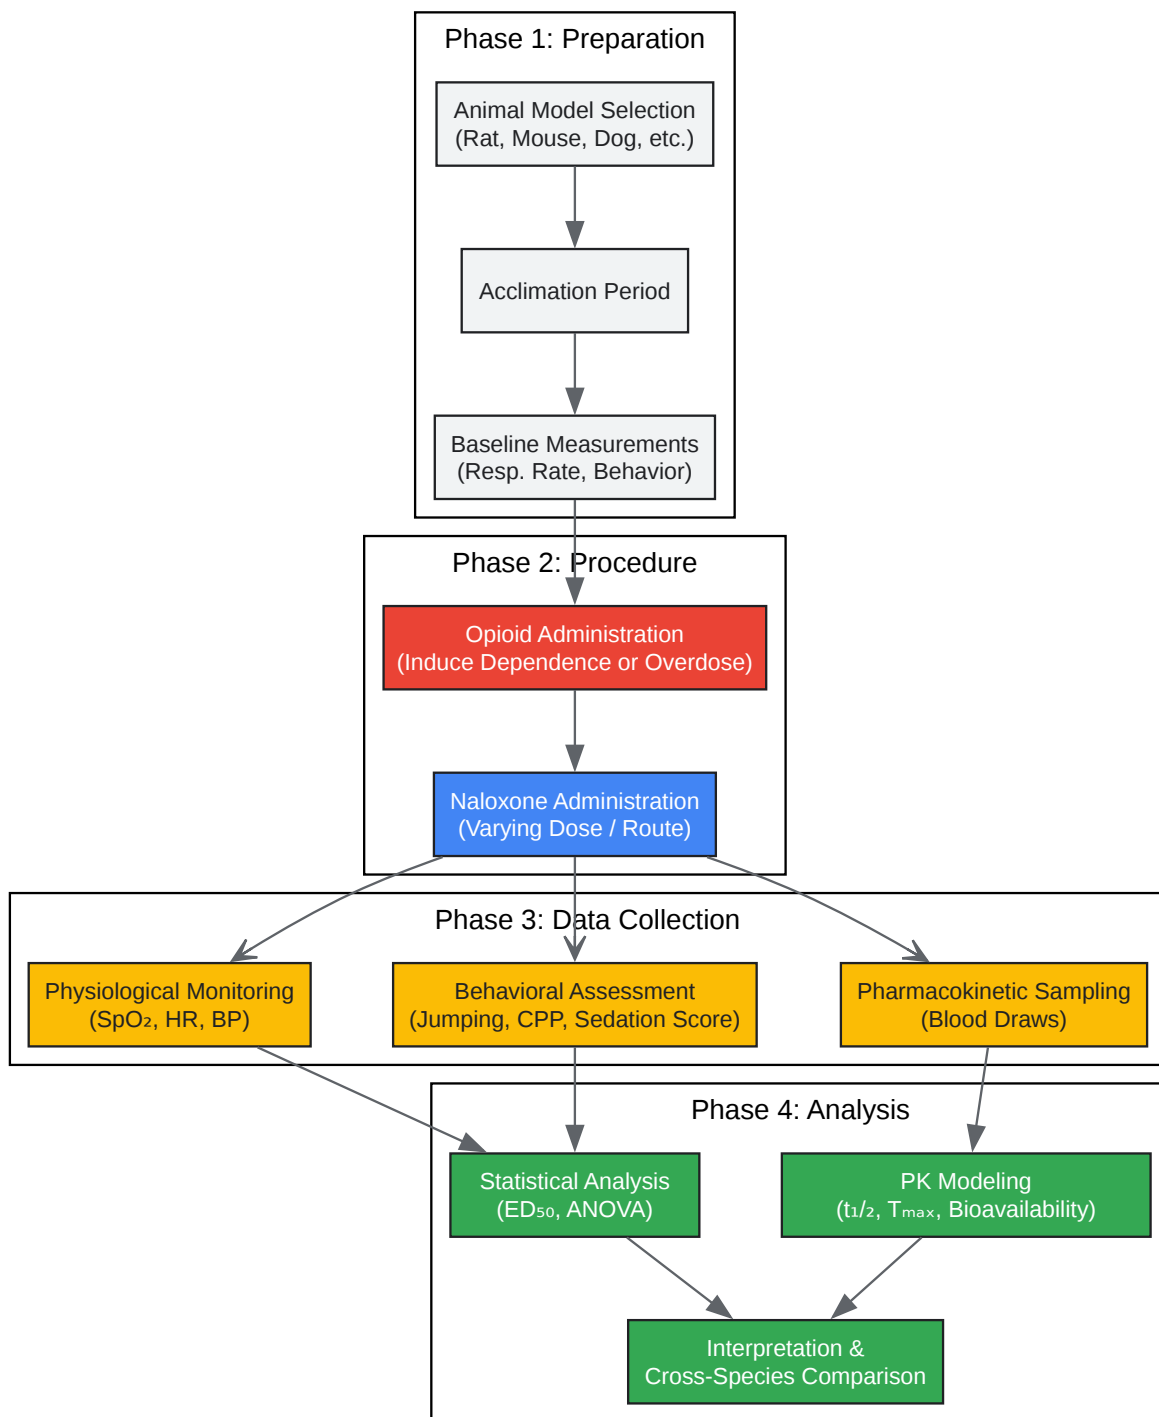 Phase 1: Preparation
Animal Model Selection
(Rat, Mouse, Dog, etc.)
Acclimation Period
Baseline Measurements
(Resp. Rate, Behavior)
Phase 2: Procedure
Opioid Administration
(Induce Dependence or Overdose)
Naloxone Administration
(Varying Dose / Route)
Phase 3: Data Collection
Physiological Monitoring
(SpO₂, HR, BP)
Behavioral Assessment
(Jumping, CPP, Sedation Score)
Pharmacokinetic Sampling
(Blood Draws)
Phase 4: Analysis
Statistical Analysis
(ED₅₀, ANOVA)
PK Modeling
(t₁/₂, Tₘₐₓ, Bioavailability)
Interpretation &
Cross-Species Comparison